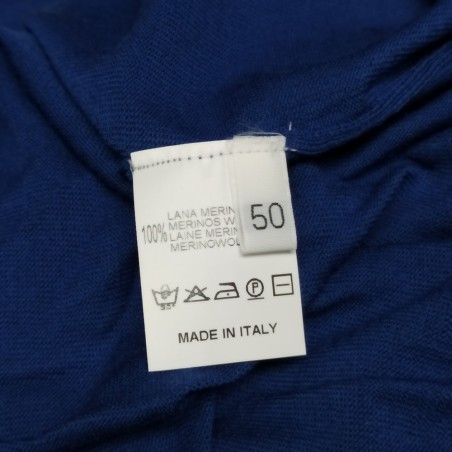 50
100%
LANA MERIN
MERINOS W
LAINE MERIN
MERINOWOL
P
MADE IN ITALY